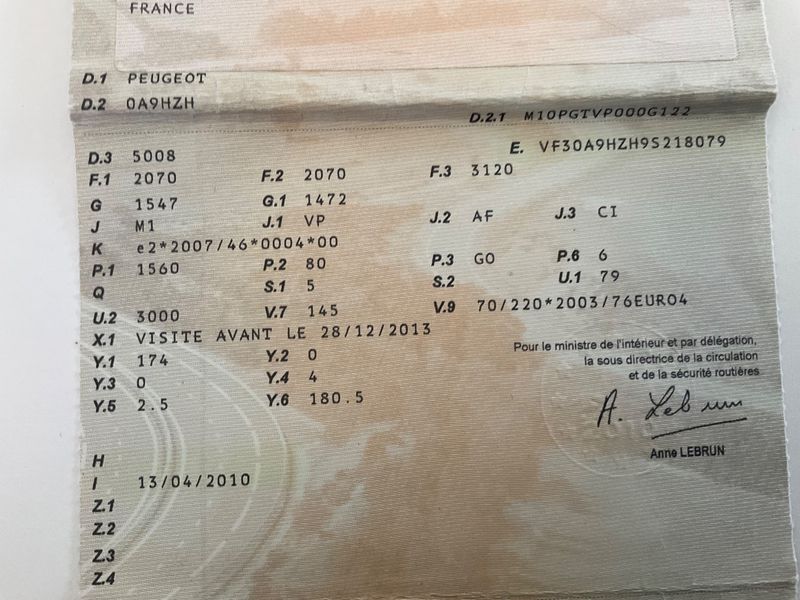 FRANCE
D.1 PEUGEOT
D.2 0A9HZH D.2.1 M10PGTVP000G122
D.3 5008 E. VF30A9HZH9S218079
F.1 2070 F.2 2070 F.3 3120
G 1547 G.1 1472
J M1 J.1 VP J.2 AF J.3 CI
K e2*2007/46*0004*00
P.1 1560 P.2 80 P.3 GO P.6 6
Q S.1 5 S.2 U.1 79
U.2 3000 V.7 145 V.9 70/220*2003/76EURO4
X.1 VISITE AVANT LE 28/12/2013
Y.1 174 Y.2 0
Y.3 0 Y.4 4
Y.5 2.5 Y.6 180.5
Pour le ministre de l'intérieur et par délégation,
la sous directrice de la circulation
et de la sécurité routières
A. Lebrun
Anne LEBRUN
H
I 13/04/2010
Z.1
Z.2
Z.3
Z.4